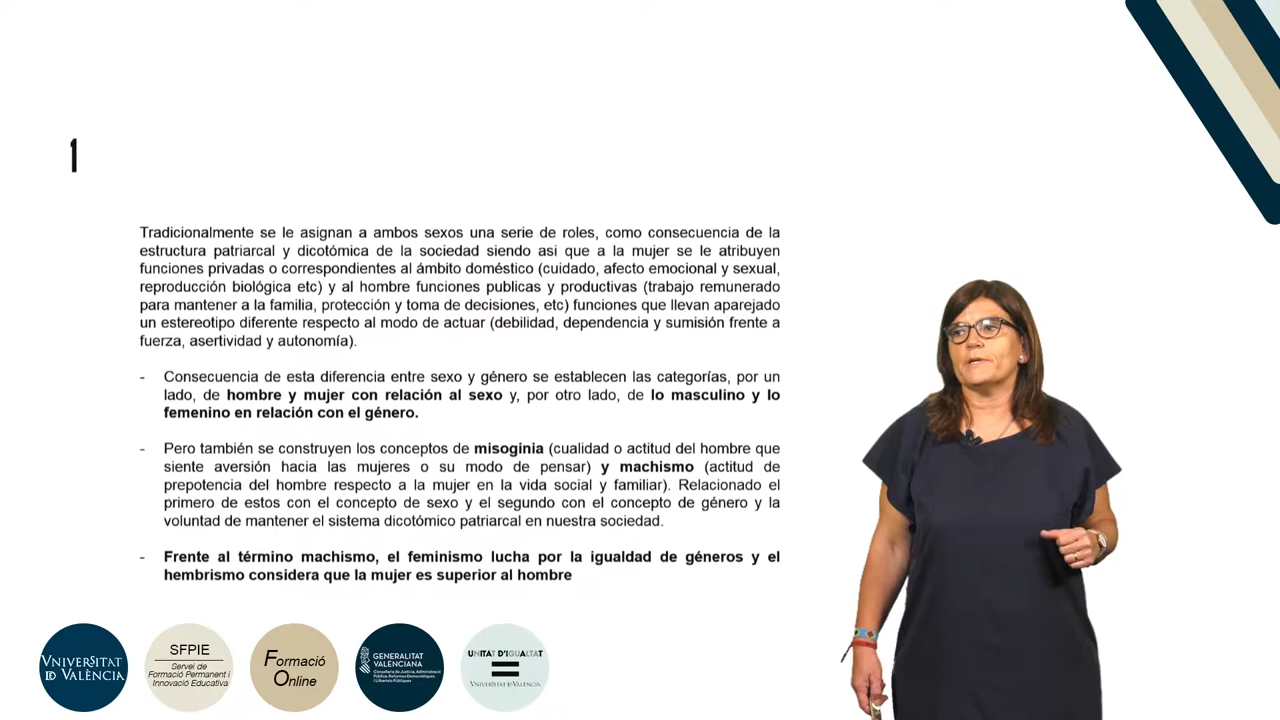 1
Tradicionalmente se le asignan a ambos sexos una serie de roles, como consecuencia de la
estructura patriarcal y dicotómica de la sociedad siendo asi que a la mujer se le atribuyen
funciones privadas o correspondientes al ámbito doméstico (cuidado, afecto emocional y sexual,
reproducción biológica etc) y al hombre funciones publicas y productivas (trabajo remunerado
para mantener a la familia, protección y toma de decisiones, etc) funciones que llevan aparejado
un estereotipo diferente respecto al modo de actuar (debilidad, dependencia y sumisión frente a
fuerza, asertividad y autonomía).
- Consecuencia de esta diferencia entre sexo y género se establecen las categorías, por un
lado, de hombre y mujer con relación al sexo y, por otro lado, de lo masculino y lo
femenino en relación con el género.
- Pero también se construyen los conceptos de misoginia (cualidad o actitud del hombre que
siente aversión hacia las mujeres o su modo de pensar) y machismo (actitud de
prepotencia del hombre respecto a la mujer en la vida social y familiar). Relacionado el
primero de estos con el concepto de sexo y el segundo con el concepto de género y la
voluntad de mantener el sistema dicotómico patriarcal en nuestra sociedad.
- Frente al término machismo, el feminismo lucha por la igualdad de géneros y el
hembrismo considera que la mujer es superior al hombre
VNIVERSITAT
ID VALÈNCIA
SFPIE
Servei de
Formació Permanent i
Innovació Educativa
Formació
Online
GENERALITAT
VALENCIANA
Conselleria de Justícia, Administració
Pública, Reformes Democràtiques
i Llibertats Públiques
UNITAT D'IGUALTAT
VNIVERSITAT ID VALÈNCIA